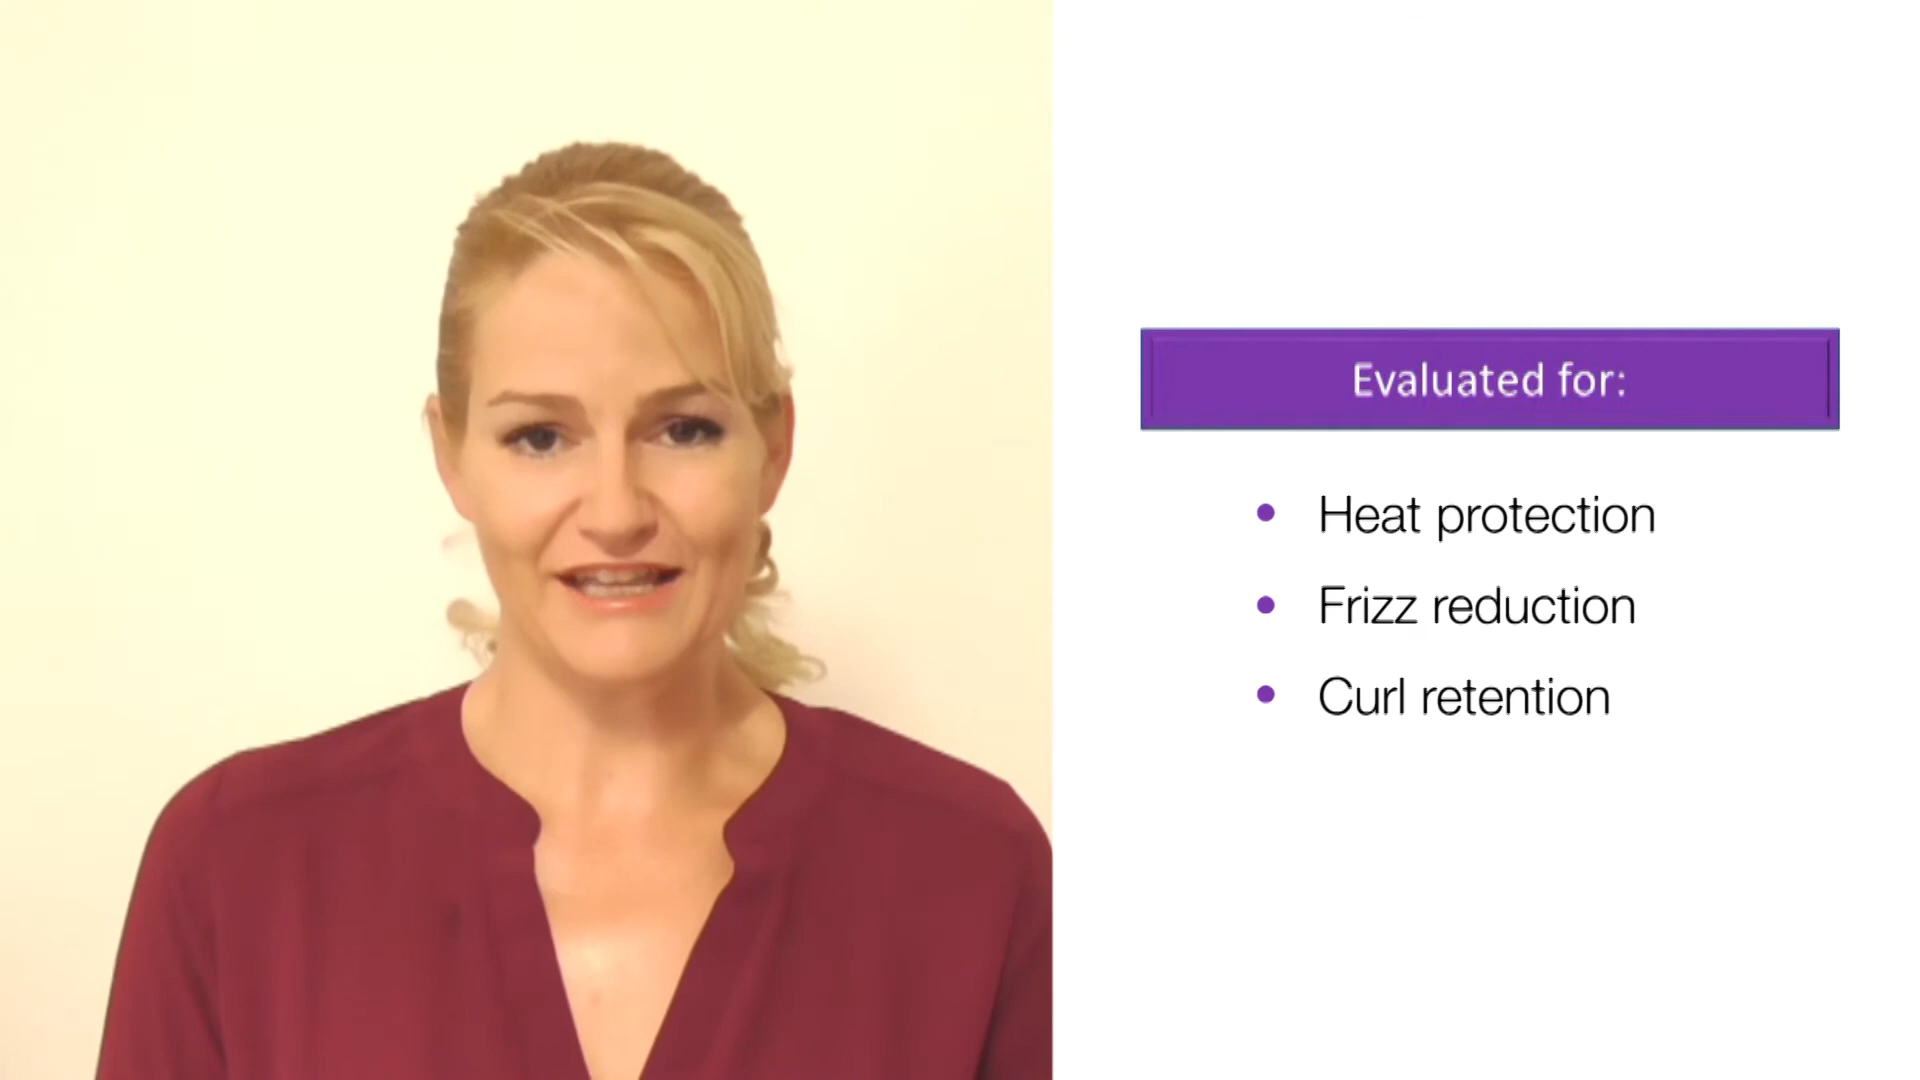 Evaluated for:
Heat protection
Frizz reduction
Curl retention